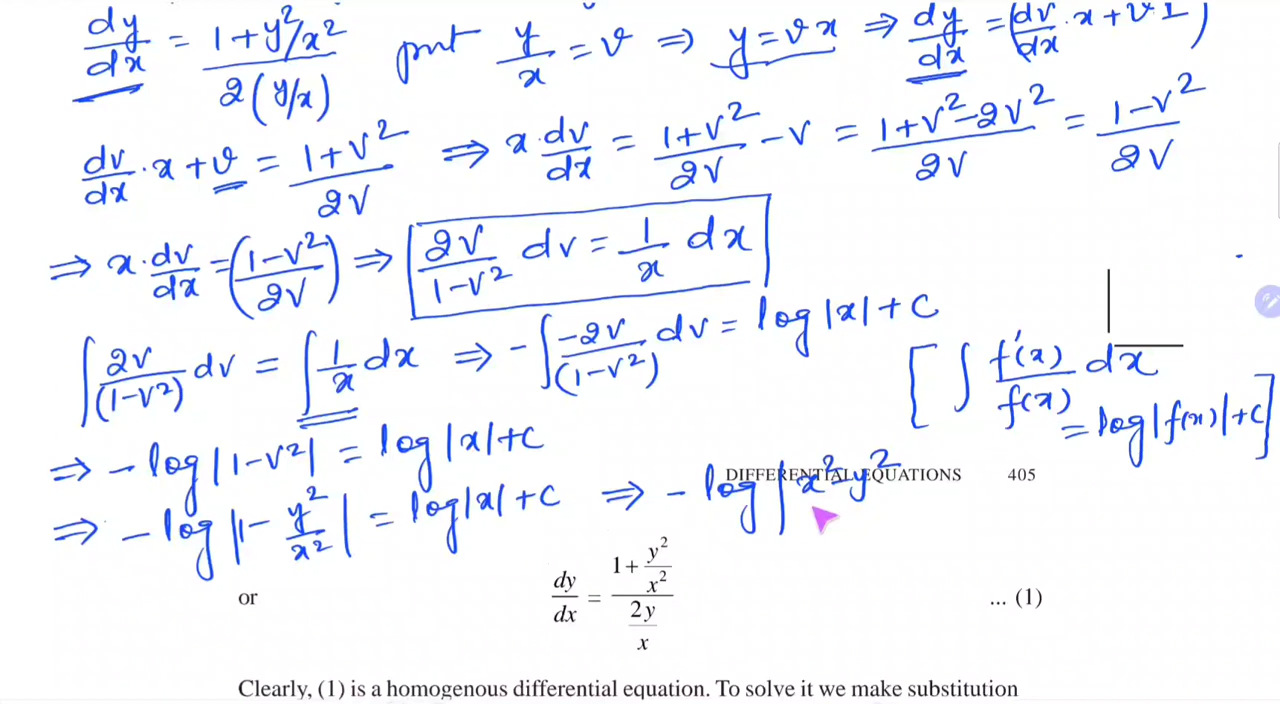 dy/dx = (1+y²/x²)/(2(y/x)) put y/x = v ⇒ y=vx ⇒ dy/dx = (dv/dx · x + v·1)
dv/dx · x + v = (1+v²)/2v ⇒ x·dv/dx = (1+v²)/2v − v = (1+v²−2v²)/2v = (1−v²)/2v
⇒ x·dv/dx = ((1−v²)/2v) ⇒ 2v/(1−v²) dv = 1/x dx
∫ 2v/(1−v²) dv = ∫ 1/x dx ⇒ −∫ −2v/(1−v²) dv = log|x|+C
[∫ f'(x)/f(x) dx = log|f(x)|+C]
⇒ −log|1−v²| = log|x|+C
DIFFERENTIAL EQUATIONS 405
⇒ −log|1−y²/x²| = log|x|+C ⇒ −log|x²−y²
or dy/dx = (1+y²/x²)/(2y/x) ... (1)
Clearly, (1) is a homogenous differential equation. To solve it we make substitution